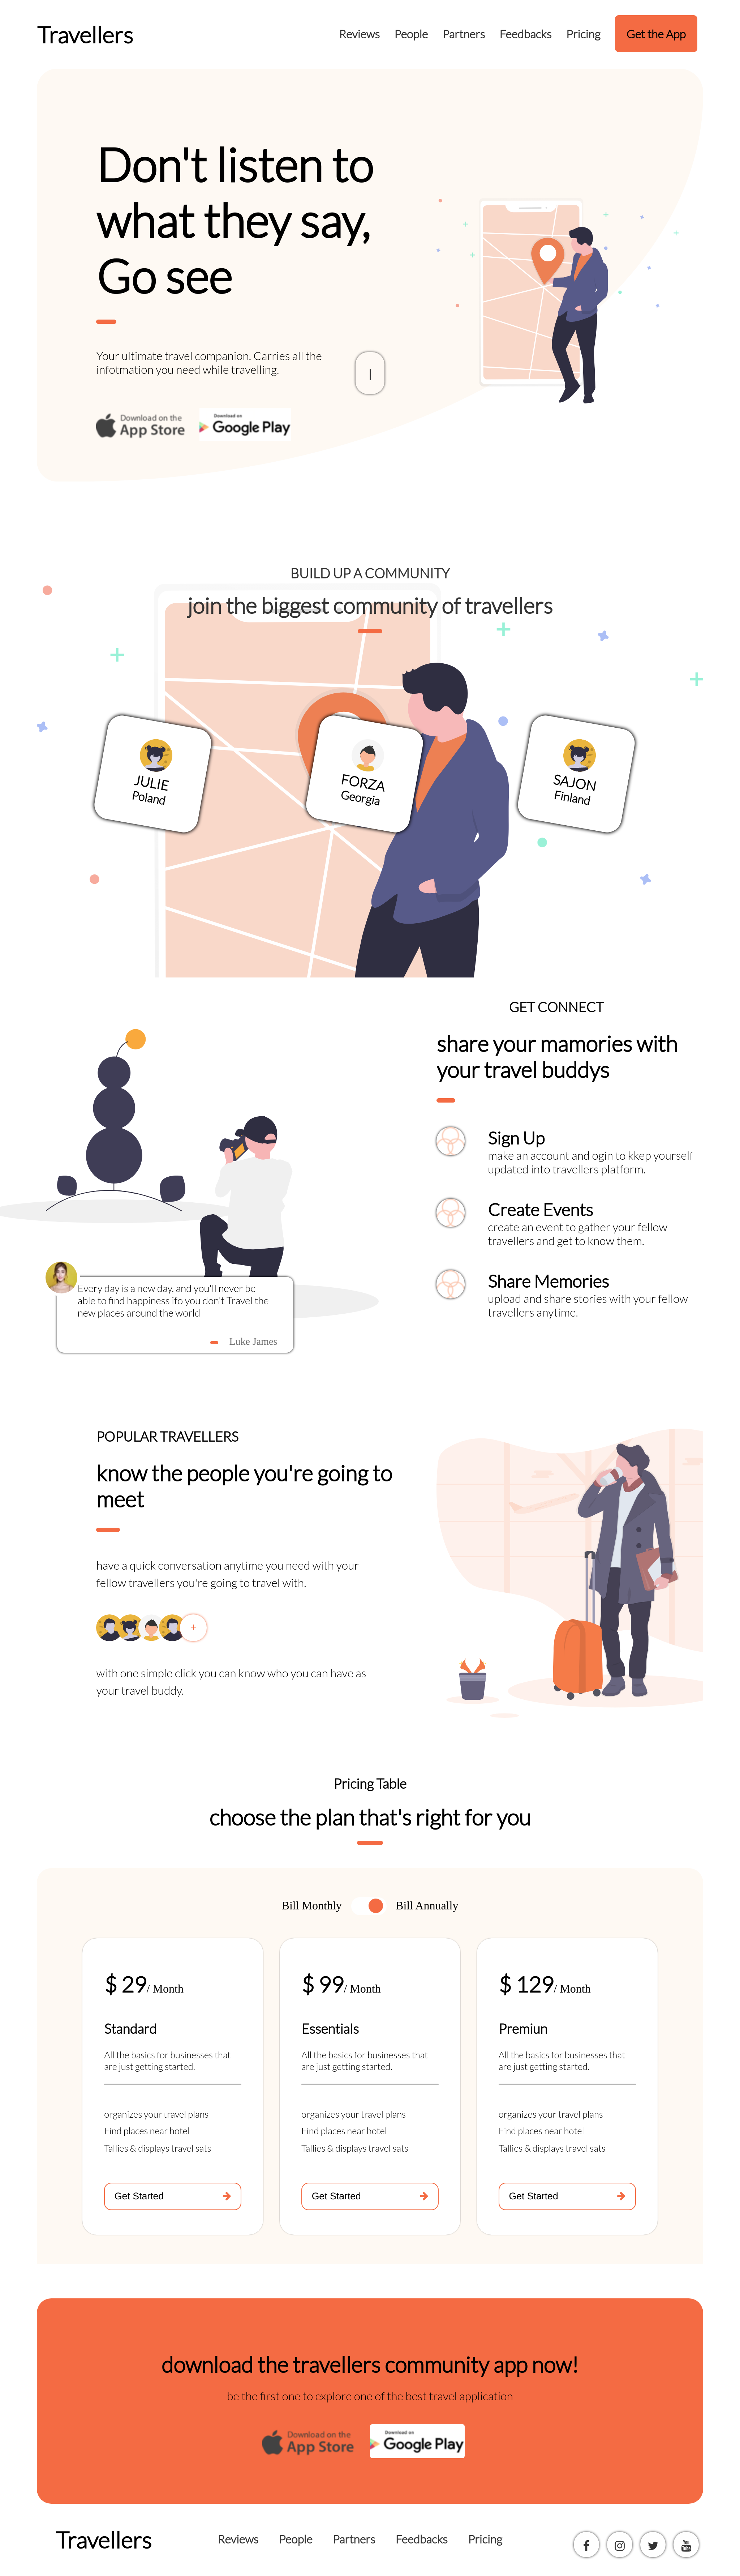 Travellers
Reviews People Partners Feedbacks Pricing Get the App
Don't listen to
what they say,
Go see
Your ultimate travel companion. Carries all the
infotmation you need while travelling.
Download on the
App Store
Download on
Google Play
BUILD UP A COMMUNITY
join the biggest community of travellers
JULIE
Poland
FORZA
Georgia
SAJON
Finland
GET CONNECT
share your mamories with
your travel buddys
Sign Up
make an account and ogin to kkep yourself
updated into travellers platform.
Create Events
create an event to gather your fellow
travellers and get to know them.
Share Memories
upload and share stories with your fellow
travellers anytime.
Every day is a new day, and you'll never be
able to find happiness ifo you don't Travel the
new places around the world
Luke James
POPULAR TRAVELLERS
know the people you're going to
meet
have a quick conversation anytime you need with your
fellow travellers you're going to travel with.
+
with one simple click you can know who you can have as
your travel buddy.
Pricing Table
choose the plan that's right for you
Bill Monthly Bill Annually
$ 29/ Month
Standard
All the basics for businesses that
are just getting started.
organizes your travel plans
Find places near hotel
Tallies & displays travel sats
Get Started
$ 99/ Month
Essentials
All the basics for businesses that
are just getting started.
organizes your travel plans
Find places near hotel
Tallies & displays travel sats
Get Started
$ 129/ Month
Premiun
All the basics for businesses that
are just getting started.
organizes your travel plans
Find places near hotel
Tallies & displays travel sats
Get Started
download the travellers community app now!
be the first one to explore one of the best travel application
Download on the
App Store
Download on
Google Play
Travellers
Reviews People Partners Feedbacks Pricing
You
Tube